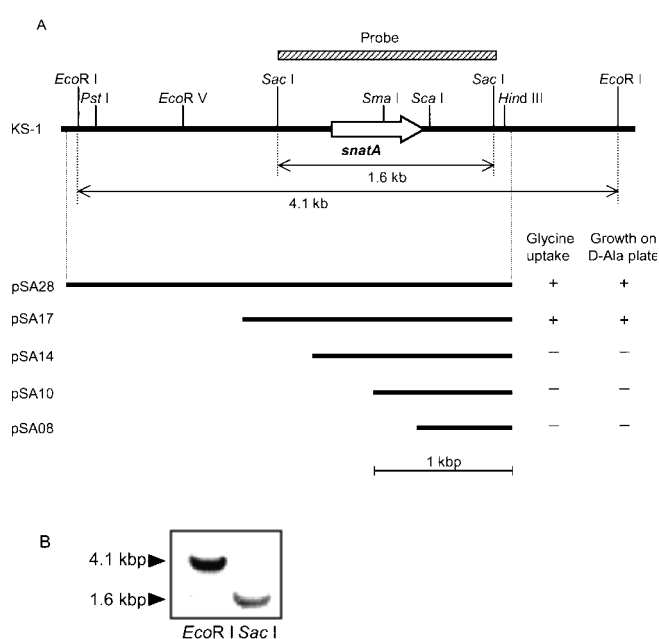 A
Probe
EcoR I
Pst I
EcoR V
Sac I
Sma I
Sca I
Sac I
Hind III
EcoR I
KS-1
snatA
1.6 kb
4.1 kb
Glycine uptake
Growth on D-Ala plate
pSA28 + +
pSA17 + +
pSA14 − −
pSA10 − −
pSA08 − −
1 kbp
B
4.1 kbp
1.6 kbp
EcoR I Sac I